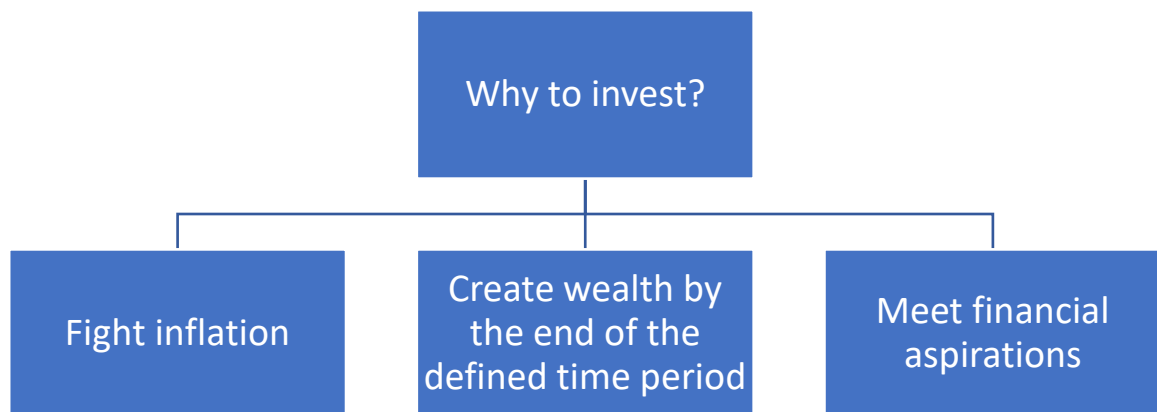 Why to invest?
Fight inflation
Create wealth by
the end of the
defined time period
Meet financial
aspirations